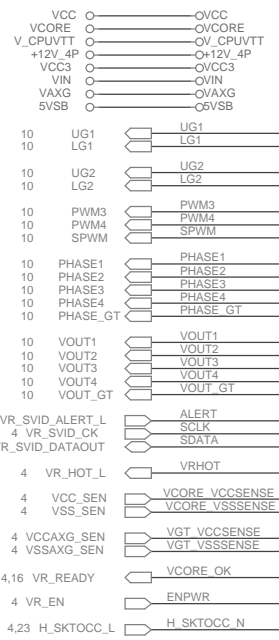 VCC VCC
VCORE VCORE
V_CPUVTT V_CPUVTT
+12V_4P +12V_4P
VCC3 VCC3
VIN VIN
VAXG VAXG
5VSB 5VSB
10 UG1 UG1
10 LG1 LG1
10 UG2 UG2
10 LG2 LG2
10 PWM3 PWM3
10 PWM4 PWM4
10 SPWM SPWM
10 PHASE1 PHASE1
10 PHASE2 PHASE2
10 PHASE3 PHASE3
10 PHASE4 PHASE4
10 PHASE_GT PHASE_GT
10 VOUT1 VOUT1
10 VOUT2 VOUT2
10 VOUT3 VOUT3
10 VOUT4 VOUT4
10 VOUT_GT VOUT_GT
VR_SVID_ALERT_L ALERT
4 VR_SVID_CK SCLK
VR_SVID_DATAOUT SDATA
4 VR_HOT_L VRHOT
4 VCC_SEN VCORE_VCCSENSE
4 VSS_SEN VCORE_VSSSENSE
4 VCCAXG_SEN VGT_VCCSENSE
4 VSSAXG_SEN VGT_VSSSENSE
4,16 VR_READY VCORE_OK
4 VR_EN ENPWR
4,23 H_SKTOCC_L H_SKTOCC_N